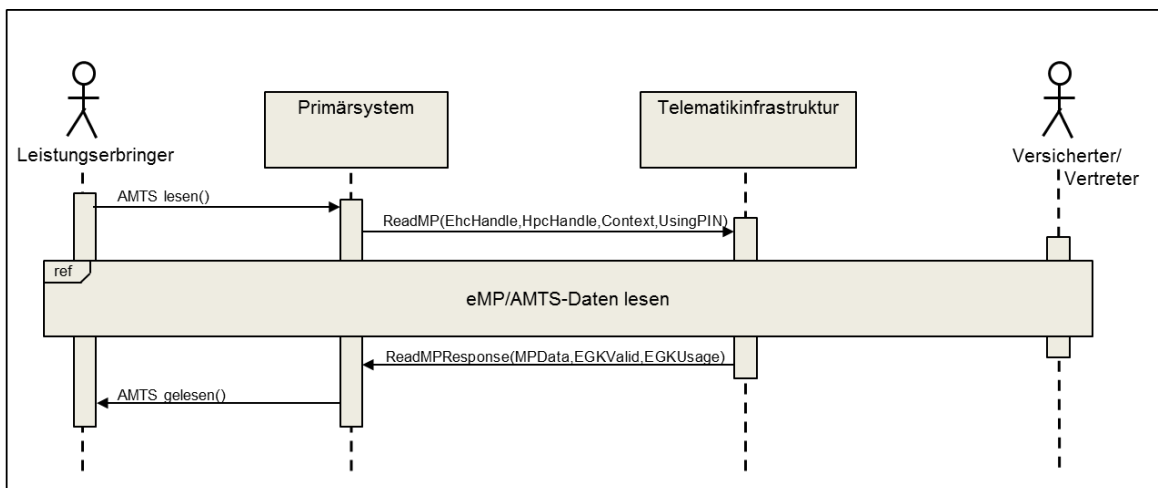 Primärsystem
Telematikinfrastruktur
Leistungserbringer
Versicherter/
Vertreter
AMTS lesen()
ReadMP(EhcHandle,HpcHandle,Context,UsingPIN)
ref
eMP/AMTS-Daten lesen
ReadMPResponse(MPData,EGKValid,EGKUsage)
AMTS gelesen()